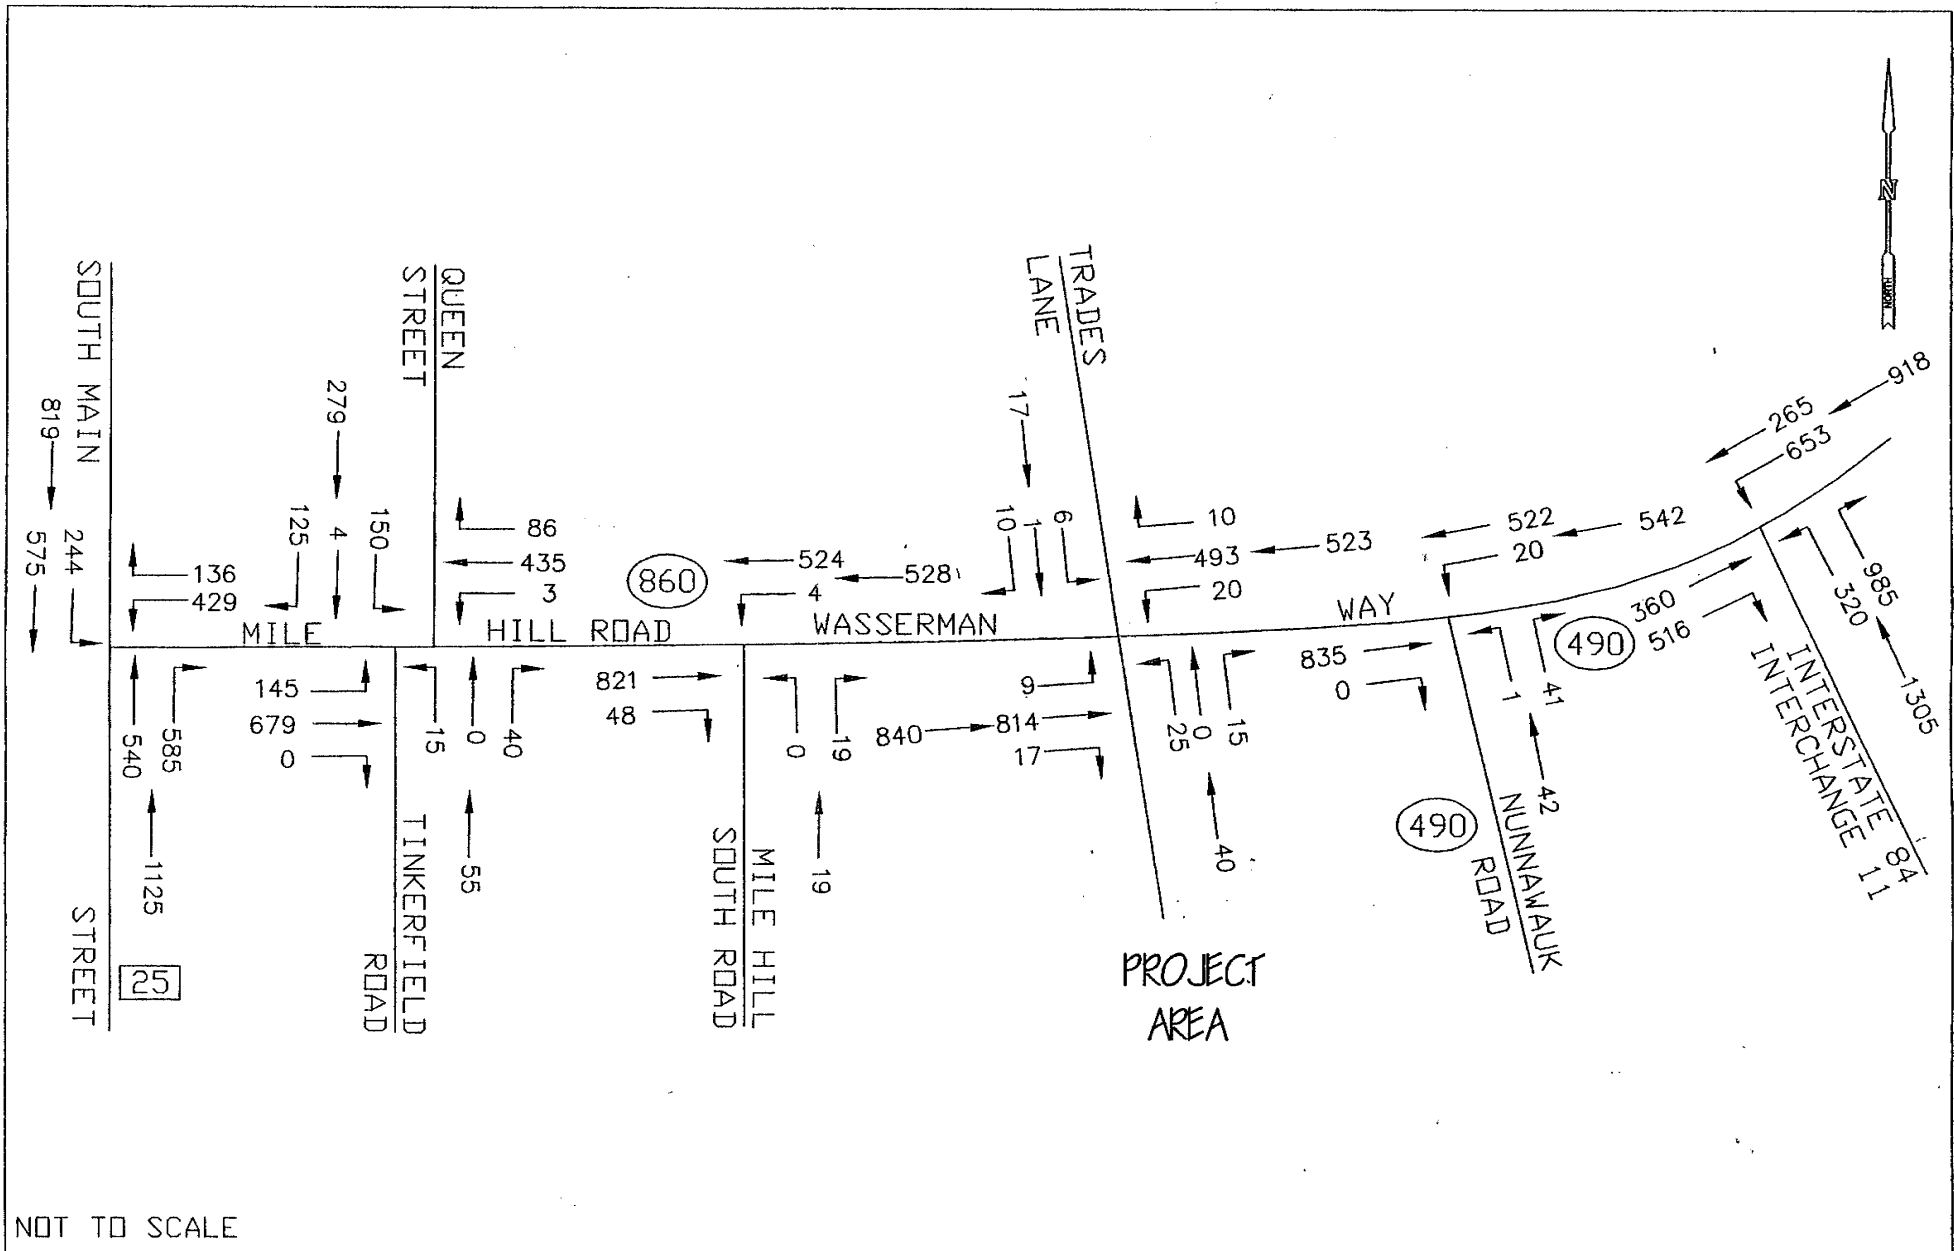 N
NORTH
SOUTH MAIN
STREET
25
819
244
575
136
429
540
585
1125
QUEEN
STREET
279
125
4
150
86
435
3
MILE
HILL ROAD
860
145
679
0
15
0
40
55
TINKERFIELD
ROAD
524
4
528
821
48
0
19
19
MILE HILL
SOUTH ROAD
WASSERMAN
WAY
TRADES
LANE
17
10
1
6
10
493
20
523
9
840
814
17
25
0
15
40
PROJECT
AREA
522
20
542
835
0
1
41
42
490
NUNNAWAUK
ROAD
490
918
265
653
360
516
985
320
1305
INTERSTATE 84
INTERCHANGE 11
NOT TO SCALE